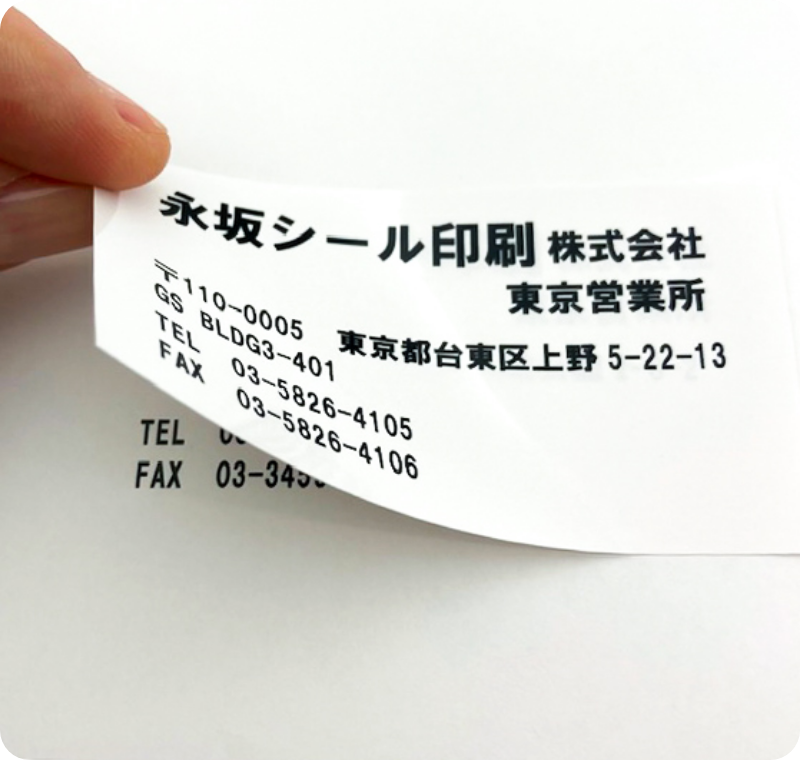 永坂シール印刷 株式会社
東京営業所
〒110-0005 東京都台東区上野 5-22-13
GS BLDG3-401
TEL 03-5826-4105
FAX 03-5826-4106
TEL
FAX 03-345